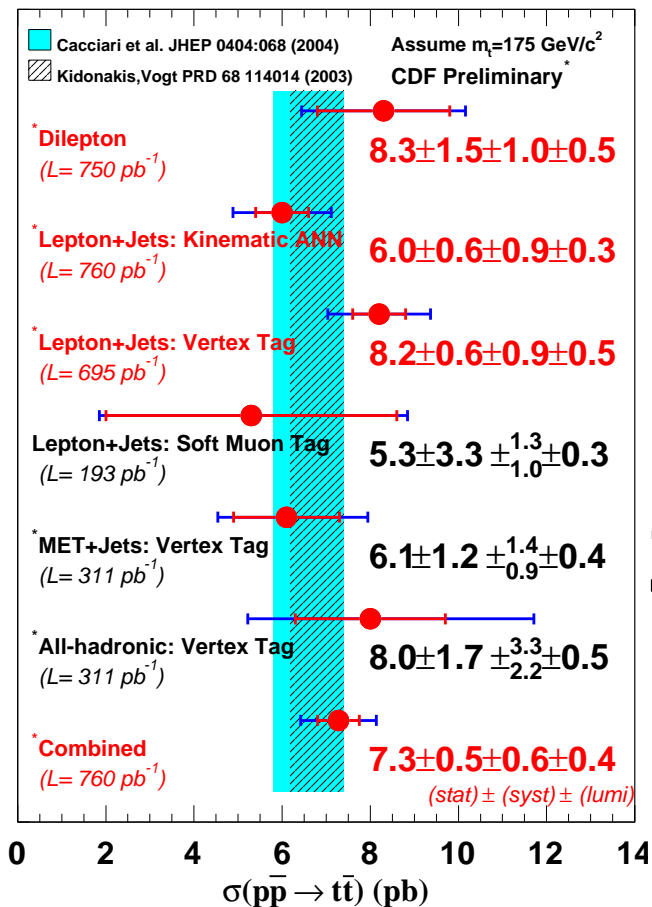 Cacciari et al. JHEP 0404:068 (2004)
Assume mt=175 GeV/c²
Kidonakis,Vogt PRD 68 114014 (2003)
CDF Preliminary*
*Dilepton
(L= 750 pb⁻¹)
8.3±1.5±1.0±0.5
*Lepton+Jets: Kinematic ANN
(L= 760 pb⁻¹)
6.0±0.6±0.9±0.3
*Lepton+Jets: Vertex Tag
(L= 695 pb⁻¹)
8.2±0.6±0.9±0.5
Lepton+Jets: Soft Muon Tag
(L= 193 pb⁻¹)
5.3±3.3 ±1.3 1.0±0.3
*MET+Jets: Vertex Tag
(L= 311 pb⁻¹)
6.1±1.2 ±1.4 0.9±0.4
*All-hadronic: Vertex Tag
(L= 311 pb⁻¹)
8.0±1.7 ±3.3 2.2±0.5
*Combined
(L= 760 pb⁻¹)
7.3±0.5±0.6±0.4
(stat) ± (syst) ± (lumi)
0 2 4 6 8 10 12 14
σ(pp̅ → tt̅) (pb)